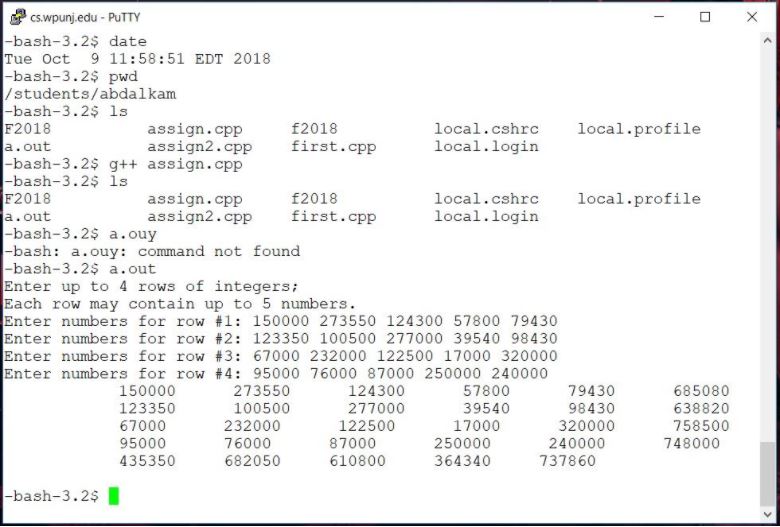 cs.wpunj.edu - PuTTY
-bash-3.2$ date
Tue Oct  9 11:58:51 EDT 2018
-bash-3.2$ pwd
/students/abdalkam
-bash-3.2$ ls
F2018          assign.cpp     f2018          local.cshrc    local.profile
a.out          assign2.cpp    first.cpp      local.login
-bash-3.2$ g++ assign.cpp
-bash-3.2$ ls
F2018          assign.cpp     f2018          local.cshrc    local.profile
a.out          assign2.cpp    first.cpp      local.login
-bash-3.2$ a.ouy
-bash: a.ouy: command not found
-bash-3.2$ a.out
Enter up to 4 rows of integers;
Each row may contain up to 5 numbers.
Enter numbers for row #1: 150000 273550 124300 57800 79430
Enter numbers for row #2: 123350 100500 277000 39540 98430
Enter numbers for row #3: 67000 232000 122500 17000 320000
Enter numbers for row #4: 95000 76000 87000 250000 240000
            150000      273550      124300      57800      79430      685080
            123350      100500      277000      39540      98430      638820
            67000      232000      122500      17000      320000      758500
            95000      76000      87000      250000      240000      748000
            435350      682050      610800      364340      737860
-bash-3.2$